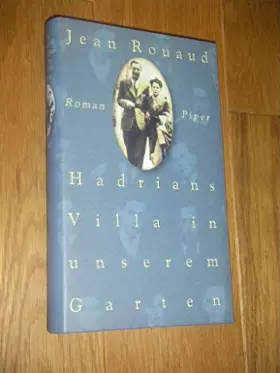 Jean Rouaud
Roman Piper
Hadrians
Villa in
unserem
Garten